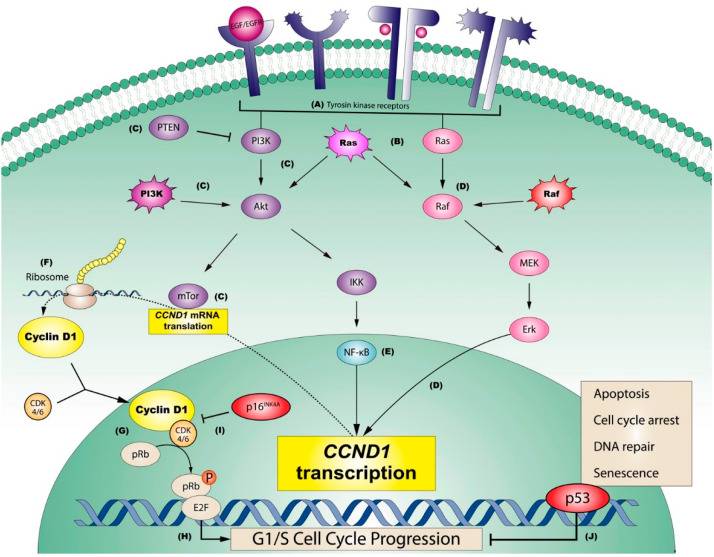 EGF/EGFR
(A) Tyrosin kinase receptors
(C) PTEN
PI3K
Ras
(B)
Ras
(C)
PI3K
(C)
Akt
(D)
Raf
Raf
(F)
Ribosome
mTor
(C)
IKK
MEK
CCND1 mRNA
translation
Erk
Cyclin D1
NF-κB
(E)
(D)
CDK
4/6
Cyclin D1
p16INK4A
CDK
4/6
(G)
(I)
pRb
CCND1
transcription
Apoptosis
Cell cycle arrest
DNA repair
Senescence
pRb
P
E2F
p53
(H)
G1/S Cell Cycle Progression
(J)